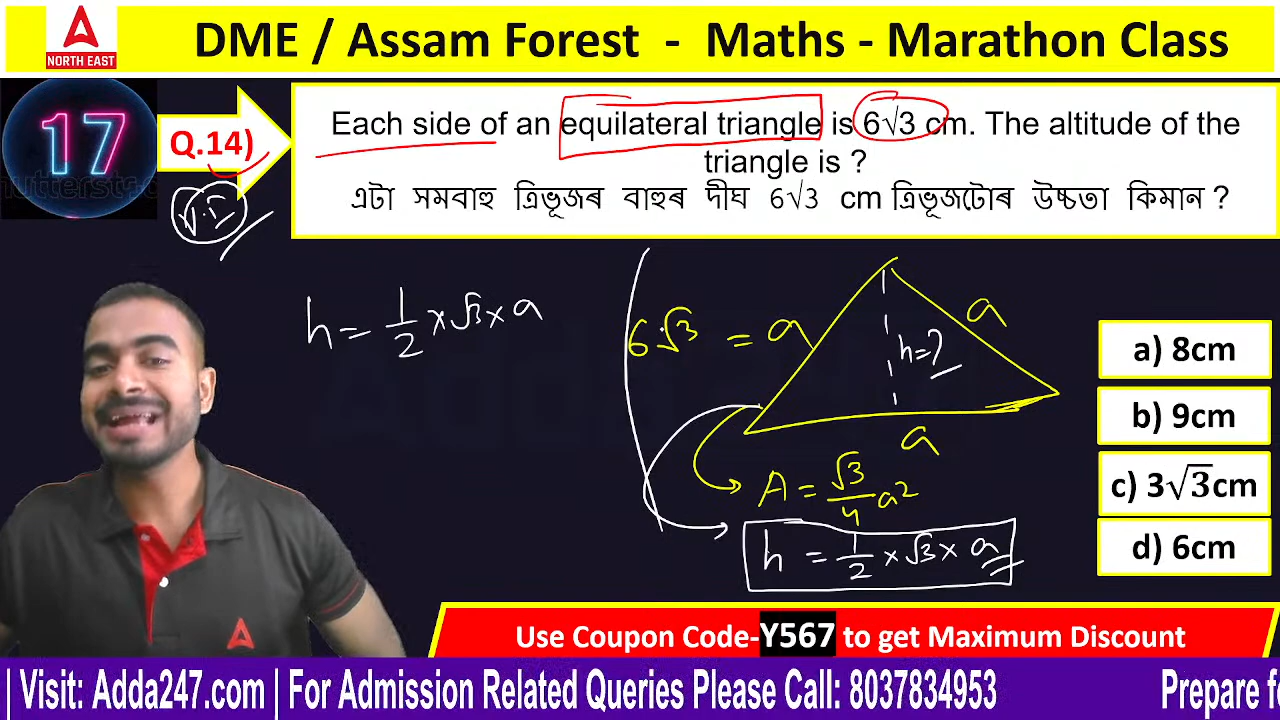 DME / Assam Forest - Maths - Marathon Class
NORTH EAST
17
Q.14)
Each side of an equilateral triangle is 6√3 cm. The altitude of the
triangle is ?
এটা সমবাহু ত্ৰিভূজৰ বাহুৰ দীঘ 6√3 cm ত্ৰিভূজটোৰ উচ্চতা কিমান ?
V.I
h = 1/2 × √3 × a
6√3 = a
a
h = ?
a
A = √3/4 a²
h = 1/2 × √3 × a
a) 8cm
b) 9cm
c) 3√3cm
d) 6cm
Use Coupon Code-Y567 to get Maximum Discount
| Visit: Adda247.com | For Admission Related Queries Please Call: 8037834953
Prepare f